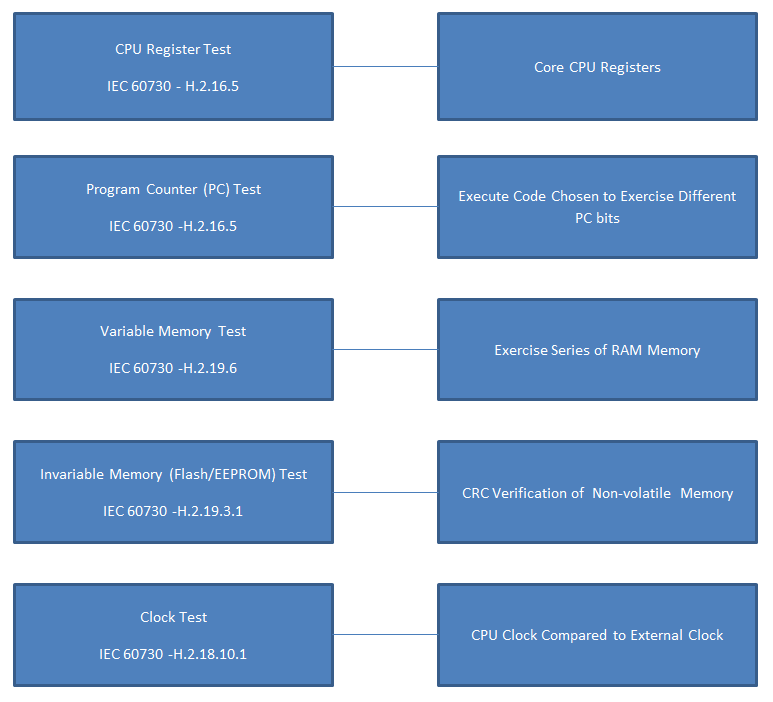 CPU Register Test
IEC 60730 - H.2.16.5
Core CPU Registers
Program Counter (PC) Test
IEC 60730 -H.2.16.5
Execute Code Chosen to Exercise Different
PC bits
Variable Memory Test
IEC 60730 -H.2.19.6
Exercise Series of RAM Memory
Invariable Memory (Flash/EEPROM) Test
IEC 60730 -H.2.19.3.1
CRC Verification of Non-volatile Memory
Clock Test
IEC 60730 -H.2.18.10.1
CPU Clock Compared to External Clock